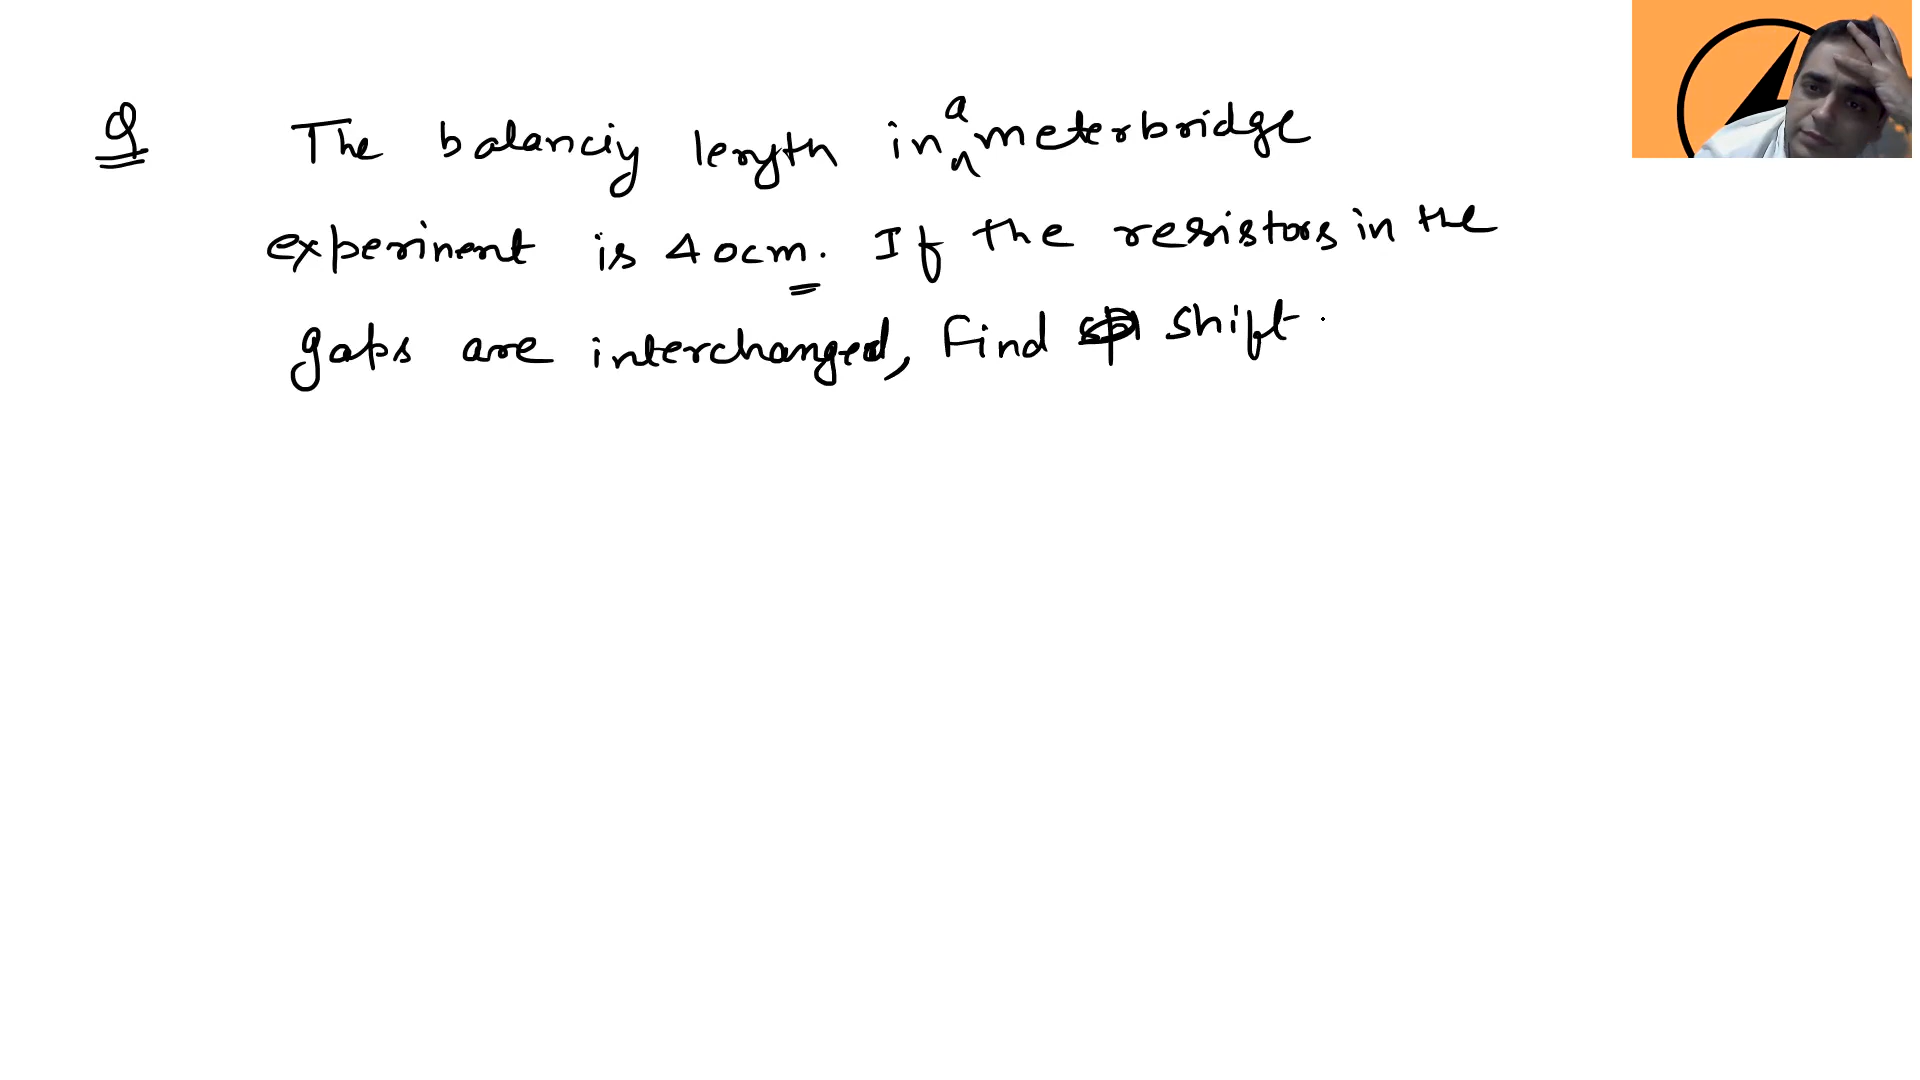 Q The balancing length in a meterbridge
experiment is 40cm. If the resistors in the
gaps are interchanged, Find shift.